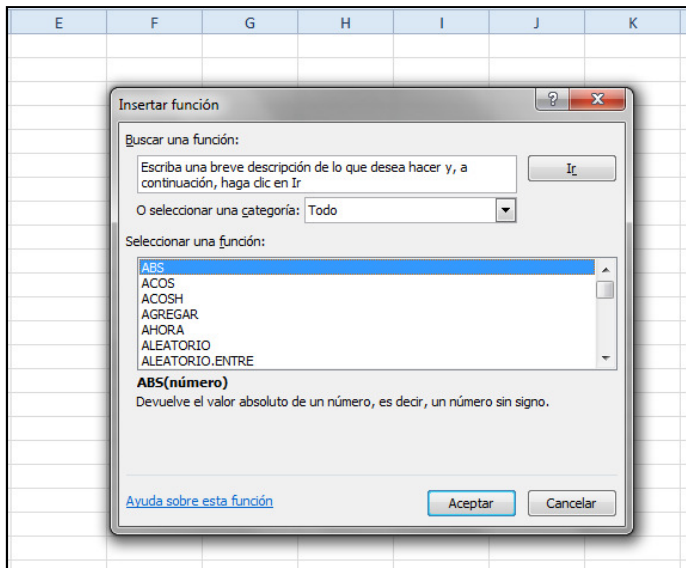 E F G H I J K
Insertar función
Buscar una función:
Escriba una breve descripción de lo que desea hacer y, a
continuación, haga clic en Ir
Ir
O seleccionar una categoría: Todo
Seleccionar una función:
ABS
ACOS
ACOSH
AGREGAR
AHORA
ALEATORIO
ALEATORIO.ENTRE
ABS(número)
Devuelve el valor absoluto de un número, es decir, un número sin signo.
Ayuda sobre esta función
Aceptar Cancelar